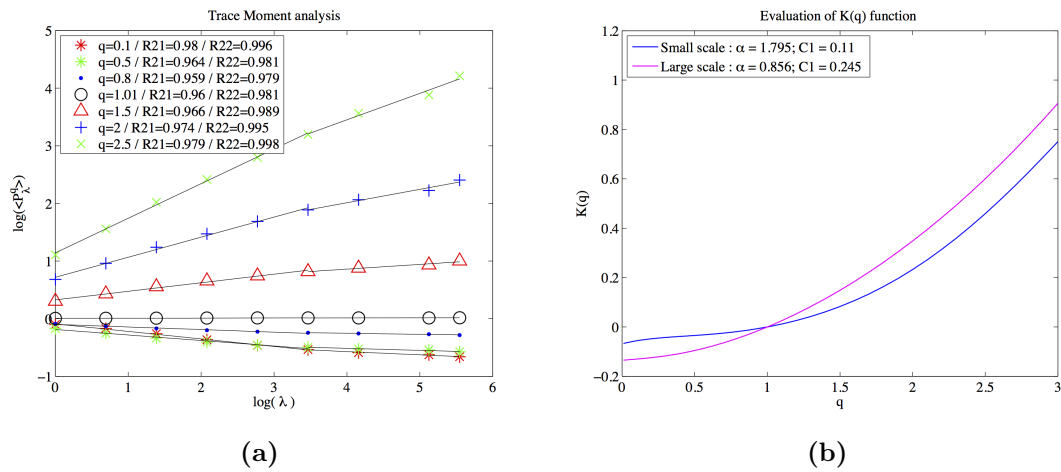 Trace Moment analysis
5
4
3
2
1
0
−1
q=0.1 / R21=0.98 / R22=0.996
q=0.5 / R21=0.964 / R22=0.981
q=0.8 / R21=0.959 / R22=0.979
q=1.01 / R21=0.96 / R22=0.981
q=1.5 / R21=0.966 / R22=0.989
q=2 / R21=0.974 / R22=0.995
q=2.5 / R21=0.979 / R22=0.998
log(<P_λ^q>)
0 1 2 3 4 5 6
log( λ )
(a)
Evaluation of K(q) function
1.2
1
0.8
0.6
0.4
0.2
0
−0.2
Small scale : α = 1.795; C1 = 0.11
Large scale : α = 0.856; C1 = 0.245
K(q)
0 0.5 1 1.5 2 2.5 3
q
(b)